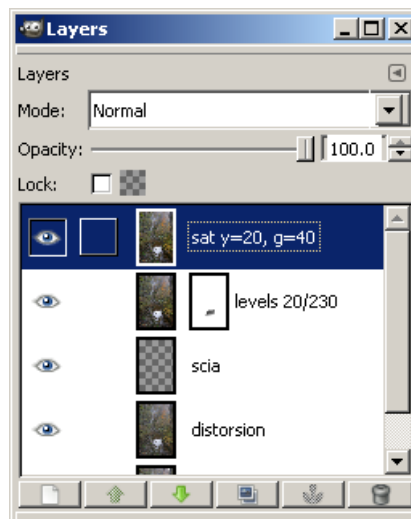 Layers
Layers
Mode: Normal
Opacity: 100.0
Lock:
sat y=20, g=40
levels 20/230
scia
distorsion